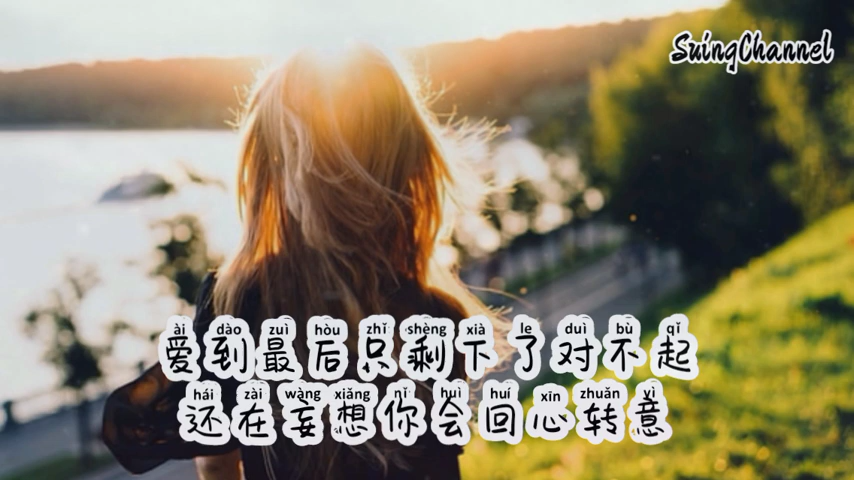 SuingChannel
ài dào zuì hòu zhǐ shèng xià le duì bù qǐ
爱到最后只剩下了对不起
hái zài wàng xiǎng nǐ huì huí xīn zhuǎn yì
还在妄想你会回心转意